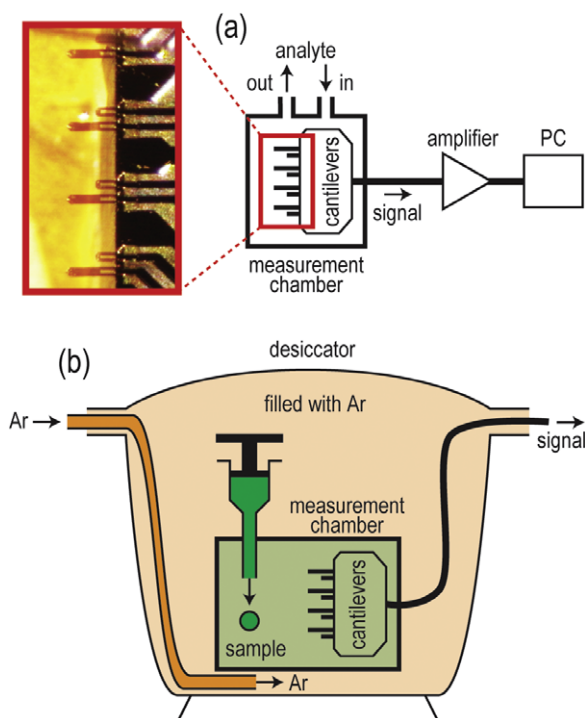 (a)
analyte
out
in
amplifier
PC
cantilevers
signal
measurement
chamber
(b)
desiccator
filled with Ar
Ar
signal
measurement
chamber
cantilevers
sample
Ar